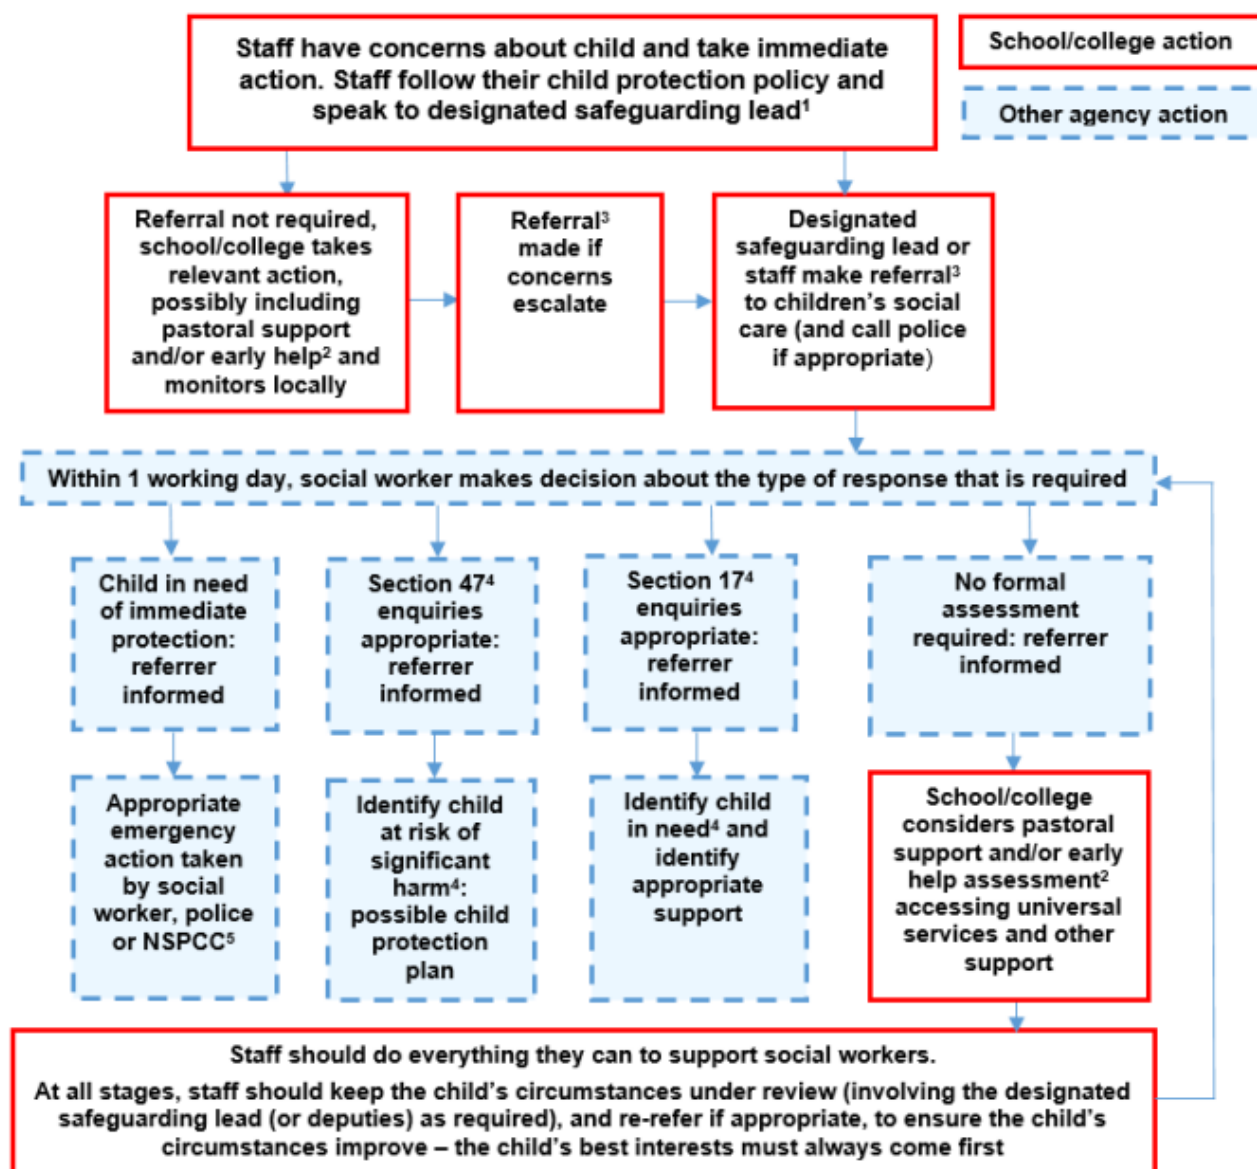 Staff have concerns about child and take immediate
action. Staff follow their child protection policy and
speak to designated safeguarding lead¹
School/college action
Other agency action
Referral not required,
school/college takes
relevant action,
possibly including
pastoral support
and/or early help² and
monitors locally
Referral³
made if
concerns
escalate
Designated
safeguarding lead or
staff make referral³
to children’s social
care (and call police
if appropriate)
Within 1 working day, social worker makes decision about the type of response that is required
Child in need
of immediate
protection:
referrer
informed
Section 47⁴
enquiries
appropriate:
referrer
informed
Section 17⁴
enquiries
appropriate:
referrer
informed
No formal
assessment
required: referrer
informed
Appropriate
emergency
action taken
by social
worker, police
or NSPCC⁵
Identify child
at risk of
significant
harm⁴:
possible child
protection
plan
Identify child
in need⁴ and
identify
appropriate
support
School/college
considers pastoral
support and/or early
help assessment²
accessing universal
services and other
support
Staff should do everything they can to support social workers.
At all stages, staff should keep the child’s circumstances under review (involving the designated
safeguarding lead (or deputies) as required), and re-refer if appropriate, to ensure the child’s
circumstances improve – the child’s best interests must always come first